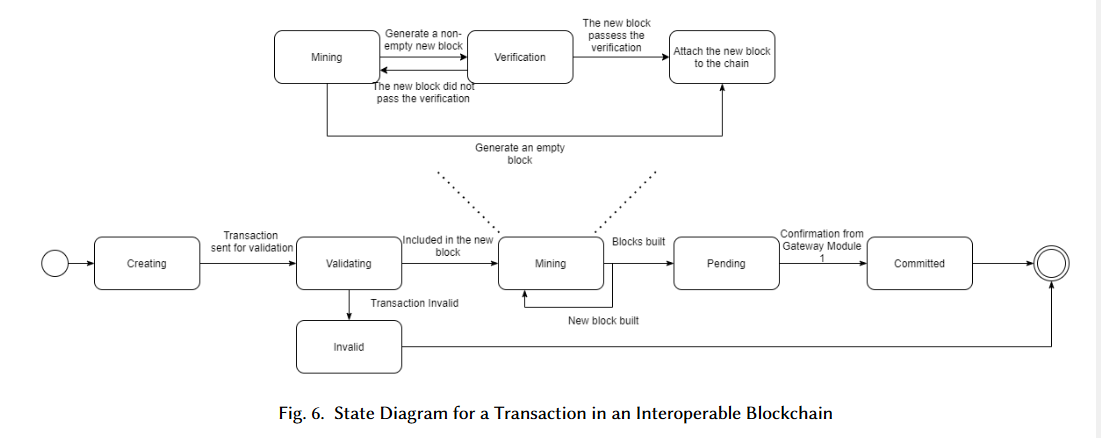 Mining
Generate a non-
empty new block
Verification
The new block
passess the
verification
Attach the new block
to the chain
The new block did not
pass the verification
Generate an empty
block
Creating
Transaction
sent for validation
Validating
Included in the new
block
Mining
Blocks built
Pending
Confirmation from
Gateway Module
1
Committed
New block built
Transaction Invalid
Invalid
Fig. 6. State Diagram for a Transaction in an Interoperable Blockchain